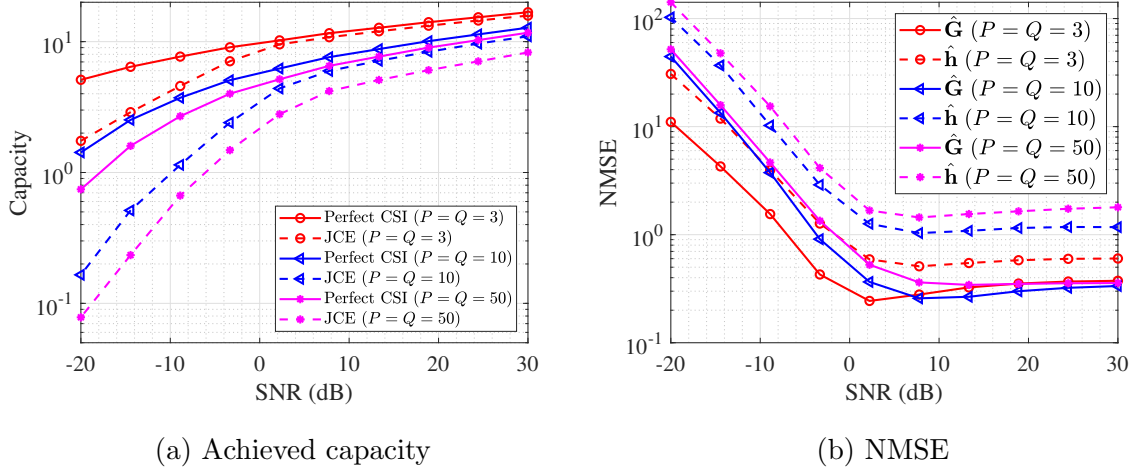 10^1
10^0
10^-1
Capacity
-20 -10 0 10 20 30
SNR (dB)
Perfect CSI (P = Q = 3)
JCE (P = Q = 3)
Perfect CSI (P = Q = 10)
JCE (P = Q = 10)
Perfect CSI (P = Q = 50)
JCE (P = Q = 50)
(a) Achieved capacity
10^2
10^1
10^0
10^-1
NMSE
-20 -10 0 10 20 30
SNR (dB)
Ĝ (P = Q = 3)
ĥ (P = Q = 3)
Ĝ (P = Q = 10)
ĥ (P = Q = 10)
Ĝ (P = Q = 50)
ĥ (P = Q = 50)
(b) NMSE